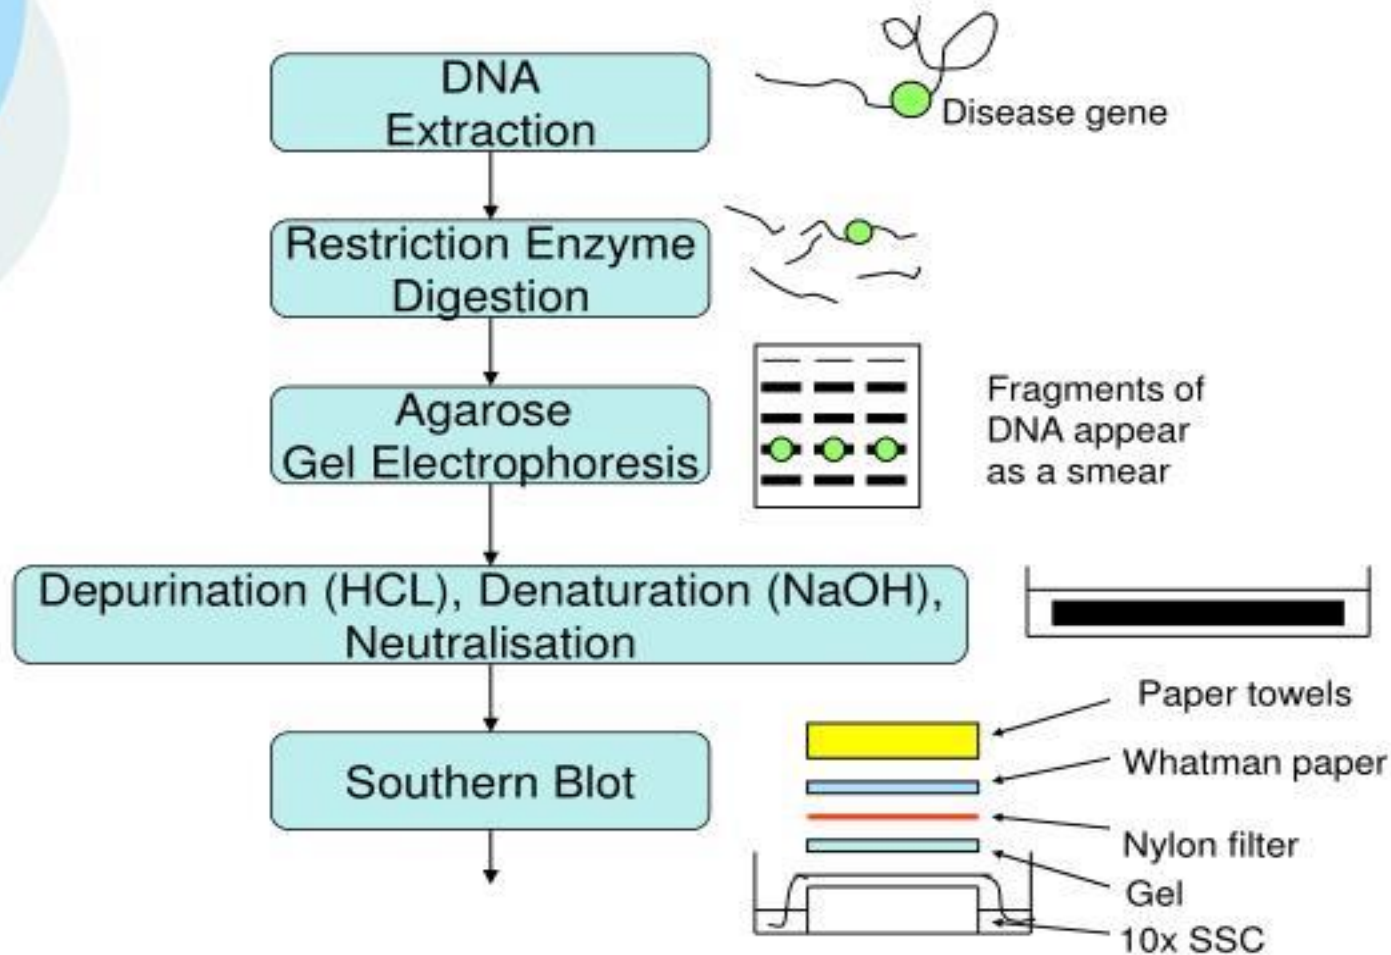 DNA
Extraction
Disease gene
Restriction Enzyme
Digestion
Agarose
Gel Electrophoresis
Fragments of
DNA appear
as a smear
Depurination (HCL), Denaturation (NaOH),
Neutralisation
Southern Blot
Paper towels
Whatman paper
Nylon filter
Gel
10x SSC